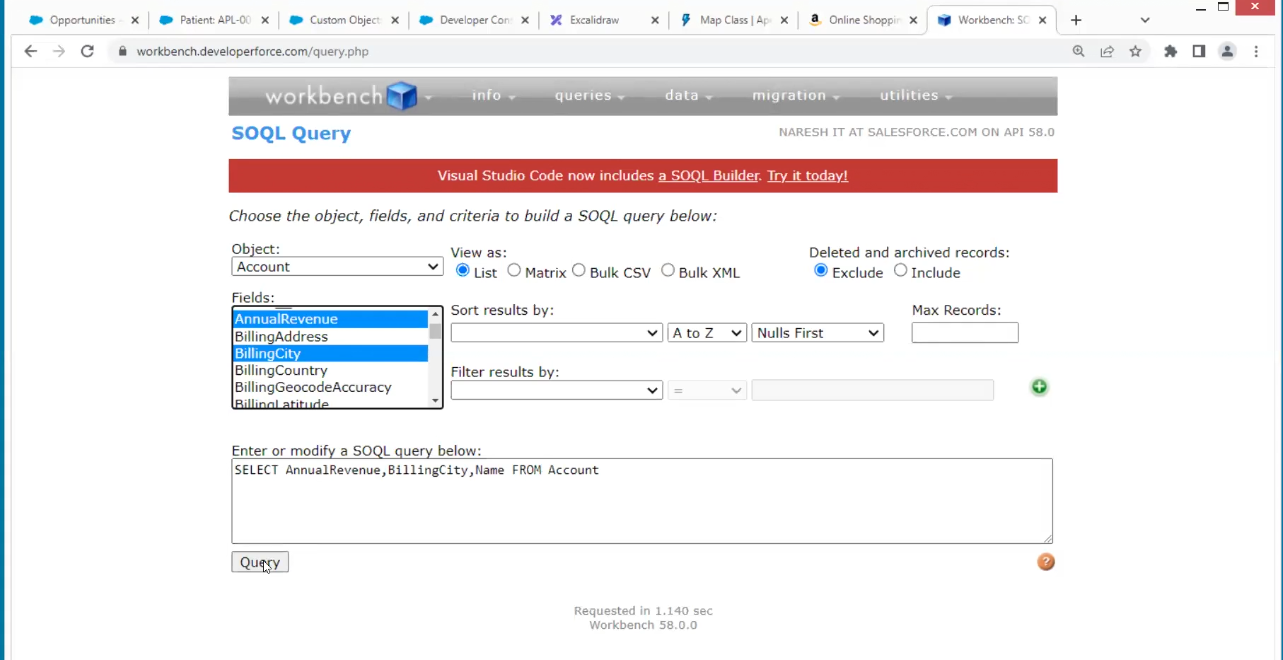 Opportunities - Patient: APL-00 Custom Object Developer Con Excalidraw Map Class | Ap Online Shoppin Workbench: SO
workbench.developerforce.com/query.php
workbench info queries data migration utilities
SOQL Query
NARESH IT AT SALESFORCE.COM ON API 58.0
Visual Studio Code now includes a SOQL Builder. Try it today!
Choose the object, fields, and criteria to build a SOQL query below:
Object: View as: Deleted and archived records:
Account List Matrix Bulk CSV Bulk XML Exclude Include
Fields: Sort results by: Max Records:
AnnualRevenue
BillingAddress A to Z Nulls First
BillingCity
BillingCountry Filter results by:
BillingGeocodeAccuracy =
BillingLatitude
Enter or modify a SOQL query below:
SELECT AnnualRevenue,BillingCity,Name FROM Account
Query
Requested in 1.140 sec
Workbench 58.0.0